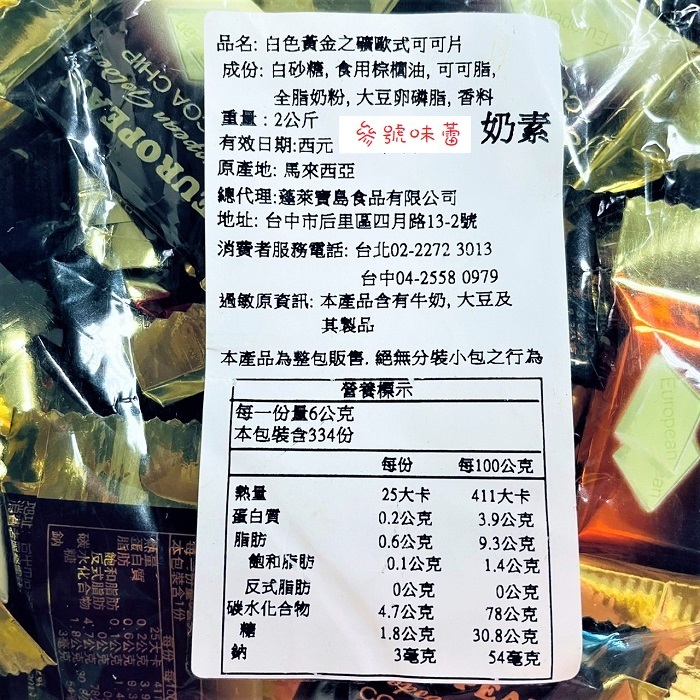 品名: 白色黃金之礦歐式可可片
成份: 白砂糖, 食用棕櫚油, 可可脂,
全脂奶粉, 大豆卵磷脂, 香料
重量: 2公斤
有效日期:西元 參號味蕾 奶素
原產地: 馬來西亞
總代理:蓬萊寶島食品有限公司
地址: 台中市后里區四月路13-2號
消費者服務電話: 台北02-2272 3013
台中04-2558 0979
過敏原資訊: 本產品含有牛奶, 大豆及
其製品
本產品為整包販售, 絕無分裝小包之行為
營養標示
每一份量6公克
本包裝含334份
每份 每100公克
熱量 25大卡 411大卡
蛋白質 0.2公克 3.9公克
脂肪 0.6公克 9.3公克
飽和脂肪 0.1公克 1.4公克
反式脂肪 0公克 0公克
碳水化合物 4.7公克 78公克
糖 1.8公克 30.8公克
鈉 3毫克 54毫克
EUROPEA
COA CHIP
European